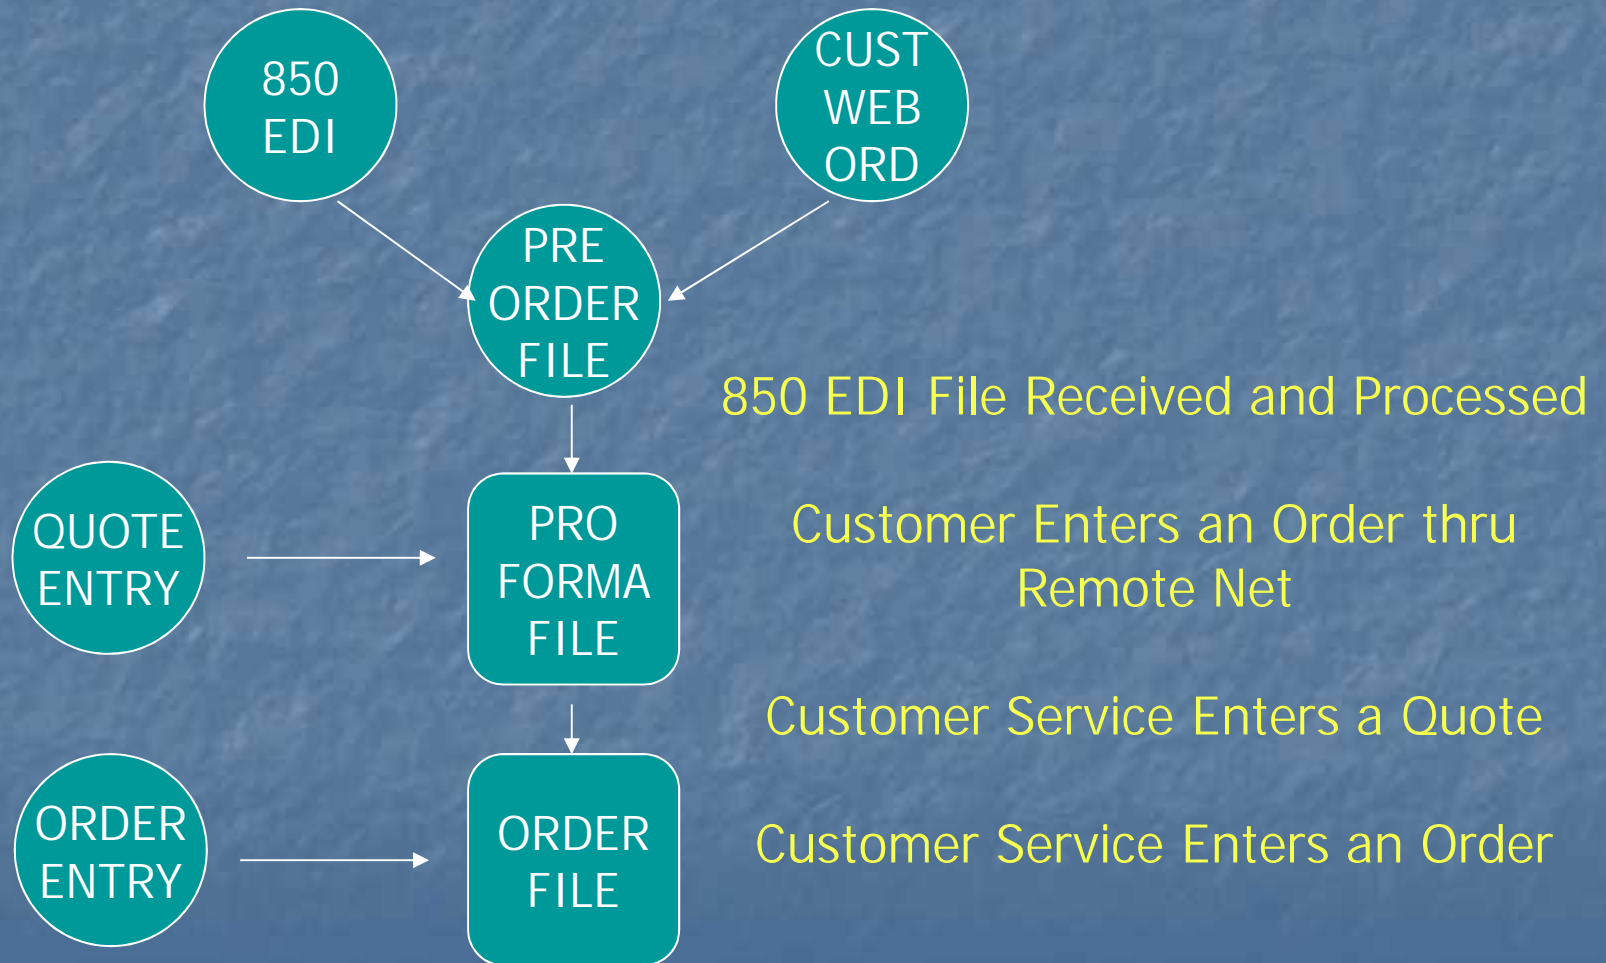 850
EDI
CUST
WEB
ORD
PRE
ORDER
FILE
850 EDI File Received and Processed
QUOTE
ENTRY
PRO
FORMA
FILE
Customer Enters an Order thru
Remote Net
Customer Service Enters a Quote
ORDER
ENTRY
ORDER
FILE
Customer Service Enters an Order